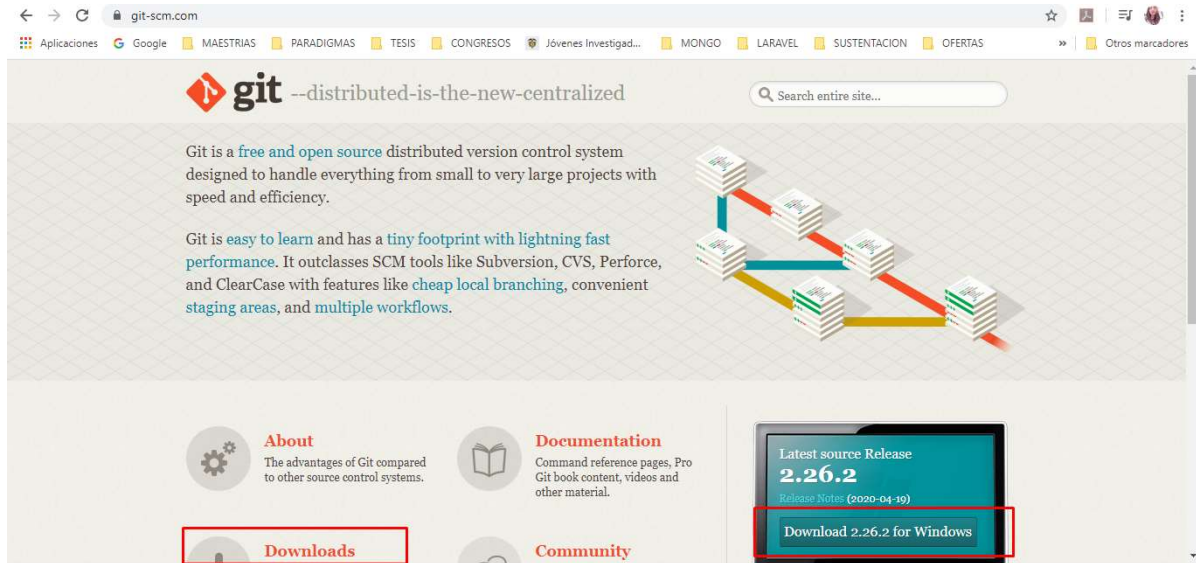 git-scm.com
Aplicaciones Google MAESTRIAS PARADIGMAS TESIS CONGRESOS Jóvenes Investigad... MONGO LARAVEL SUSTENTACION OFERTAS » Otros marcadores
git --distributed-is-the-new-centralized
Search entire site...
Git is a free and open source distributed version control system
designed to handle everything from small to very large projects with
speed and efficiency.
Git is easy to learn and has a tiny footprint with lightning fast
performance. It outclasses SCM tools like Subversion, CVS, Perforce,
and ClearCase with features like cheap local branching, convenient
staging areas, and multiple workflows.
About
The advantages of Git compared
to other source control systems.
Documentation
Command reference pages, Pro
Git book content, videos and
other material.
Downloads
Community
Latest source Release
2.26.2
Release Notes (2020-04-19)
Download 2.26.2 for Windows